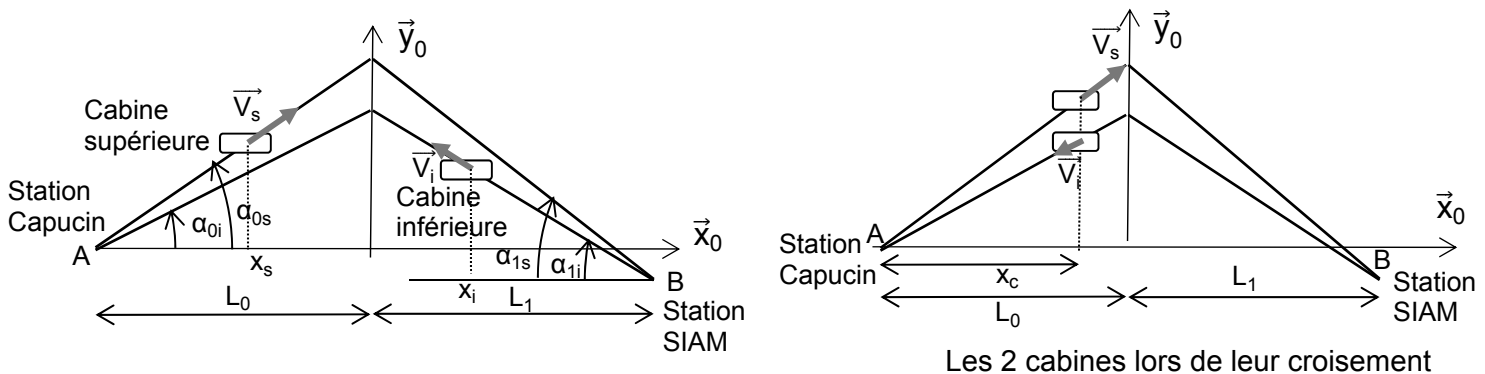 y⃗₀
V⃗s
Cabine
supérieure
V⃗i
Station
Capucin
Cabine
inférieure
α₀i
α₀s
x⃗₀
A
xs
α₁s
α₁i
xi
B
L₀
L₁
Station
SIAM
V⃗s
y⃗₀
V⃗i
x⃗₀
A
Station
Capucin
xc
B
L₁
Station
SIAM
L₀
Les 2 cabines lors de leur croisement